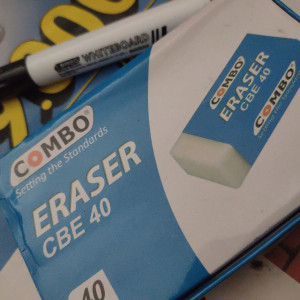 WHITEBOARD
COMBO®
Setting the Standards
ERASER
CBE 40
40
COMBO
ERASER
CBE 40
COMBO